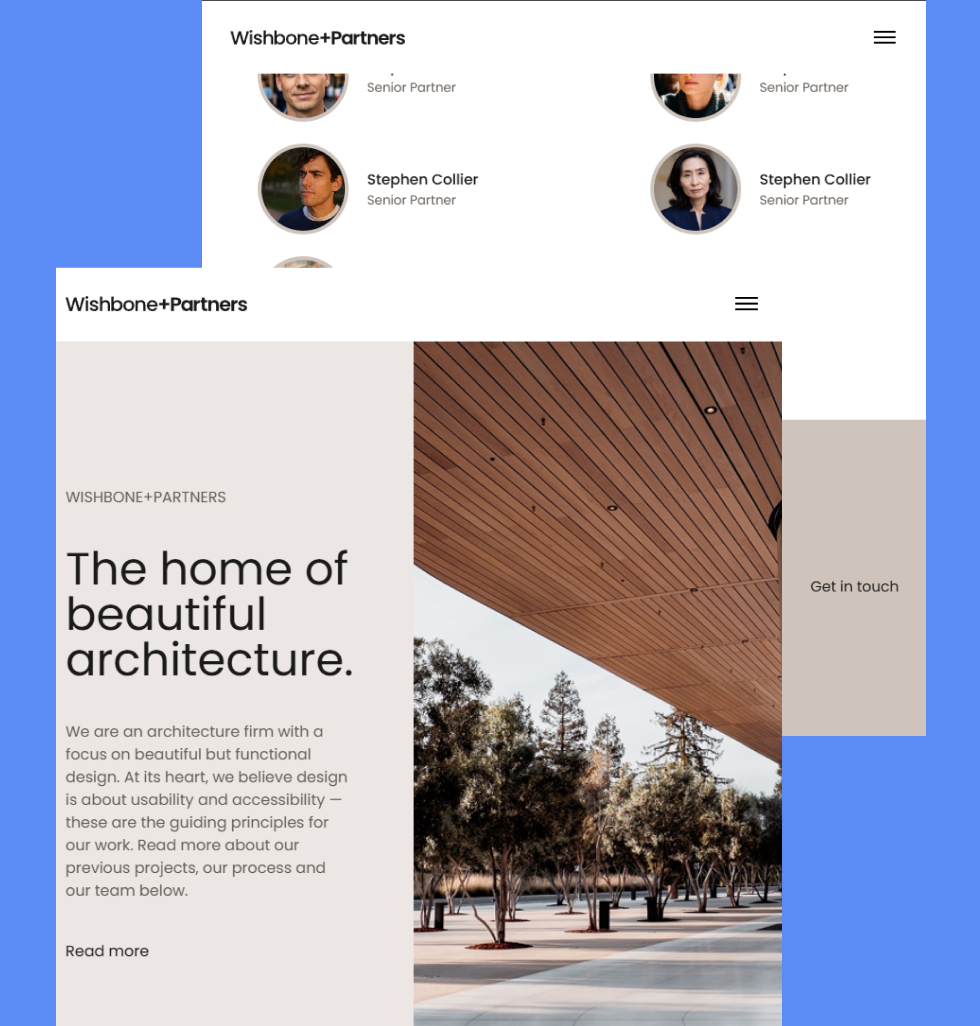 Wishbone+Partners
Senior Partner
Senior Partner
Stephen Collier
Senior Partner
Stephen Collier
Senior Partner
Wishbone+Partners
WISHBONE+PARTNERS
The home of
beautiful
architecture.
We are an architecture firm with a
focus on beautiful but functional
design. At its heart, we believe design
is about usability and accessibility —
these are the guiding principles for
our work. Read more about our
previous projects, our process and
our team below.
Read more
Get in touch